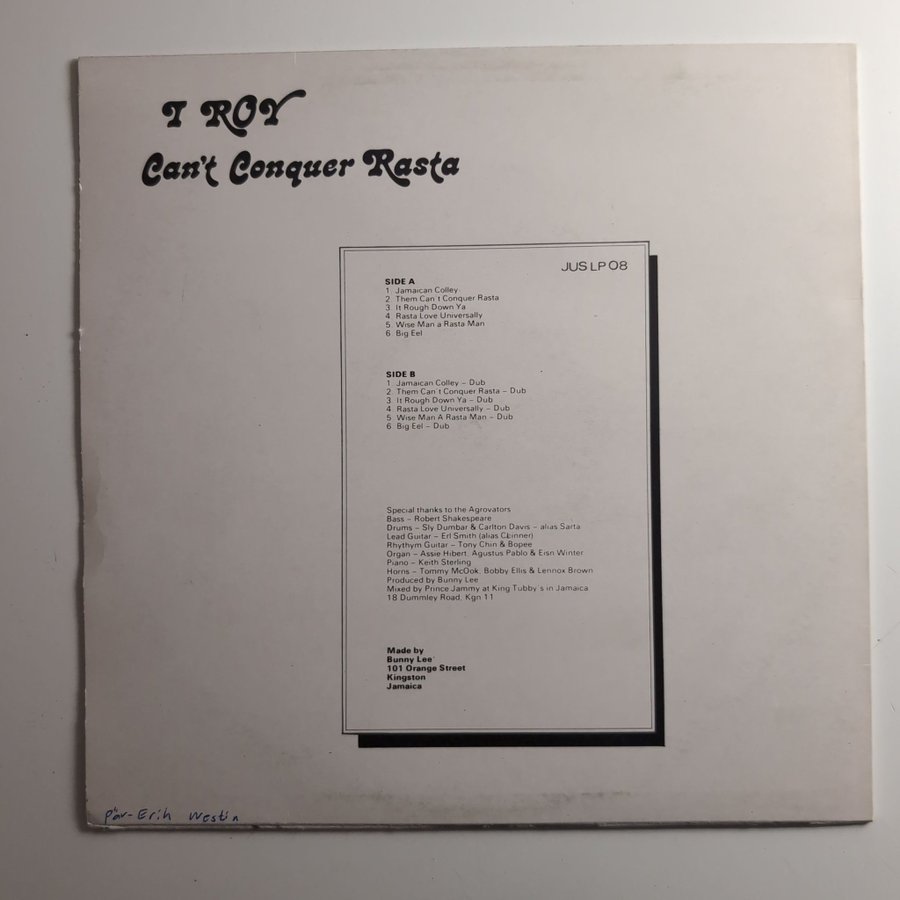 I ROY
Can't Conquer Rasta
JUS LP 08
SIDE A
1 Jamaican Colley
2 Them Can't Conquer Rasta
3 It Rough Down Ya
4 Rasta Love Universally
5 Wise Man a Rasta Man
6 Big Eel
SIDE B
1 Jamaican Colley – Dub
2 Them Can't Conquer Rasta – Dub
3 It Rough Down Ya – Dub
4 Rasta Love Universally – Dub
5 Wise Man A Rasta Man – Dub
6 Big Eel – Dub
Special thanks to the Agrovators
Bass – Robert Shakespeare
Drums – Sly Dumbar & Carlton Davis – alias Santa
Lead Guitar – Erl Smith (alias Chinner)
Rhythym Guitar – Tony Chin & Bopee
Organ – Assie Hibert, Agustus Pablo & Eisn Winter
Piano – Keith Sterling
Horns – Tommy McOok, Bobby Ellis & Lennox Brown
Produced by Bunny Lee
Mixed by Prince Jammy at King Tubby's in Jamaica
18 Dummley Road, Kgn 11
Made by
Bunny Lee
101 Orange Street
Kingston
Jamaica
Pär-Erik Westin